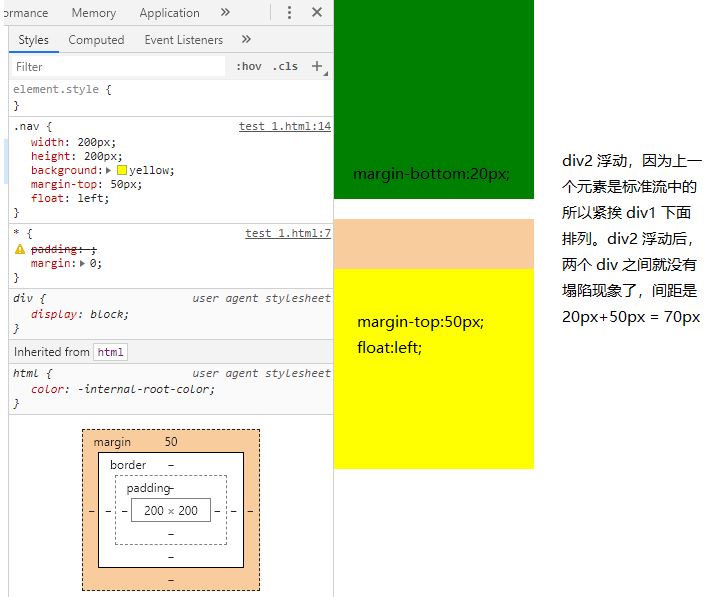 ormance Memory Application »
Styles Computed Event Listeners »
Filter :hov .cls +
element.style {
}
.nav { test 1.html:14
width: 200px;
height: 200px;
background: yellow;
margin-top: 50px;
float: left;
}
* { test 1.html:7
padding: ;
margin: 0;
}
div { user agent stylesheet
display: block;
}
Inherited from html
html { user agent stylesheet
color: -internal-root-color;
}
margin 50
border –
padding –
– – – 200 × 200 – – –
–
–
–
margin-bottom:20px;
margin-top:50px;
float:left;
div2 浮动，因为上一
个元素是标准流中的
所以紧挨 div1 下面
排列。div2 浮动后，
两个 div 之间就没有
塌陷现象了，间距是
20px+50px = 70px